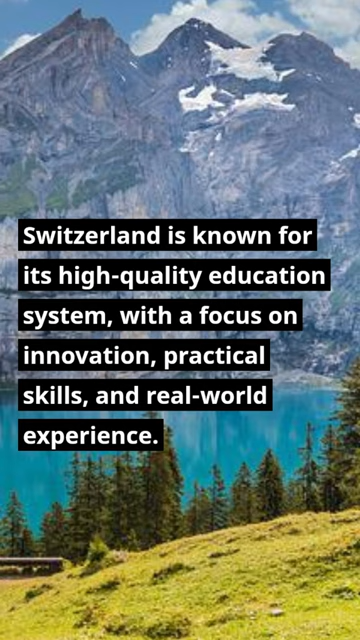 Switzerland is known for
its high-quality education
system, with a focus on
innovation, practical
skills, and real-world
experience.